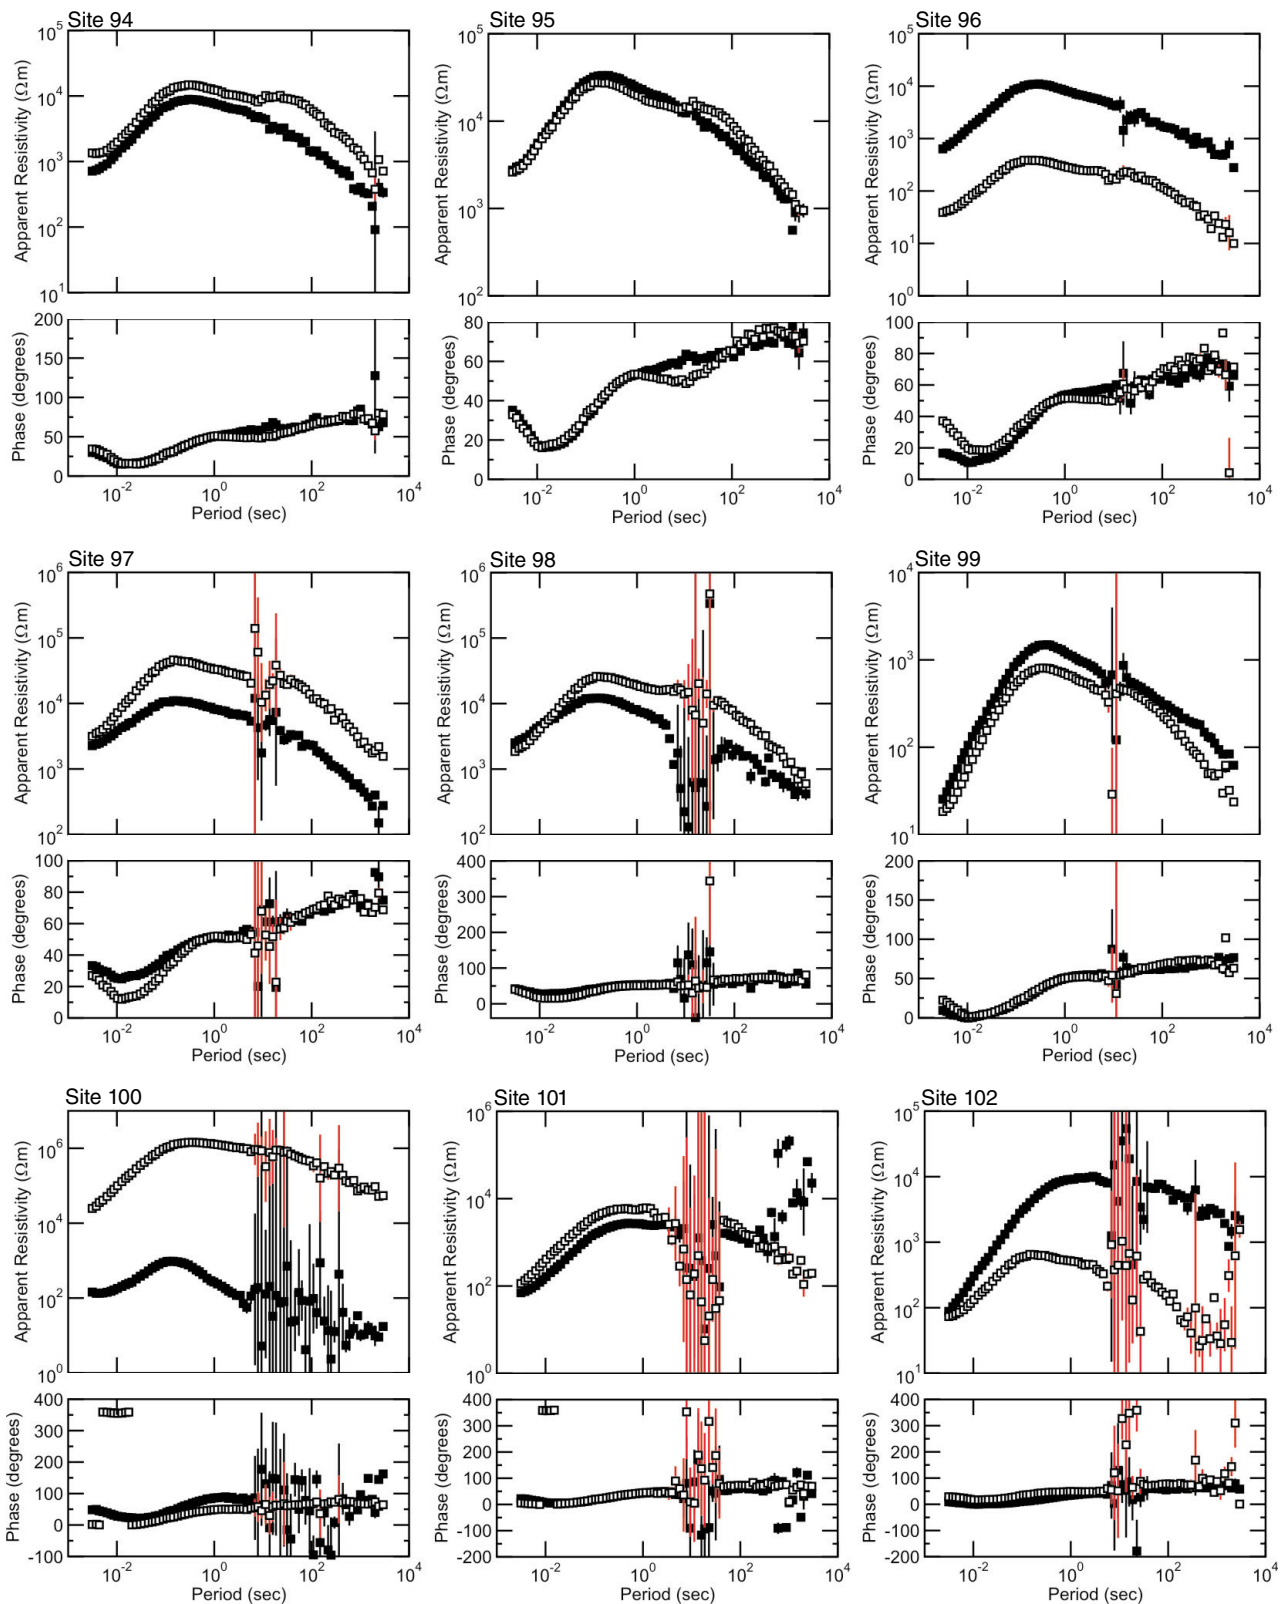 Site 94
Site 95
Site 96
10^5
10^4
10^3
10^2
10^1
Apparent Resistivity (Ωm)
10^5
10^4
10^3
10^2
Apparent Resistivity (Ωm)
10^5
10^4
10^3
10^2
10^1
10^0
Apparent Resistivity (Ωm)
200
150
100
50
0
Phase (degrees)
10^-2 10^0 10^2 10^4
Period (sec)
80
60
40
20
0
Phase (degrees)
10^-2 10^0 10^2 10^4
Period (sec)
100
80
60
40
20
0
Phase (degrees)
10^-2 10^0 10^2 10^4
Period (sec)
Site 97
Site 98
Site 99
10^6
10^5
10^4
10^3
10^2
Apparent Resistivity (Ωm)
10^6
10^5
10^4
10^3
10^2
Apparent Resistivity (Ωm)
10^4
10^3
10^2
10^1
Apparent Resistivity (Ωm)
100
80
60
40
20
0
Phase (degrees)
10^-2 10^0 10^2 10^4
Period (sec)
400
300
200
100
0
Phase (degrees)
10^-2 10^0 10^2 10^4
Period (sec)
200
150
100
50
0
Phase (degrees)
10^-2 10^0 10^2 10^4
Period (sec)
Site 100
Site 101
Site 102
10^6
10^4
10^2
10^0
Apparent Resistivity (Ωm)
10^6
10^4
10^2
10^0
Apparent Resistivity (Ωm)
10^5
10^4
10^3
10^2
10^1
Apparent Resistivity (Ωm)
400
300
200
100
0
-100
Phase (degrees)
10^-2 10^0 10^2 10^4
Period (sec)
400
300
200
100
0
-100
-200
Phase (degrees)
10^-2 10^0 10^2 10^4
Period (sec)
400
300
200
100
0
-100
-200
Phase (degrees)
10^-2 10^0 10^2 10^4
Period (sec)